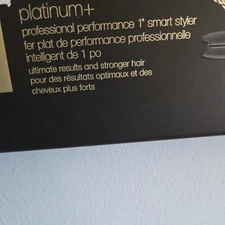 platinum+
professional performance 1" smart styler
fer plat de performance professionnelle
intelligent de 1 po
ultimate results and stronger hair
pour des résultats optimaux et des
cheveux plus forts